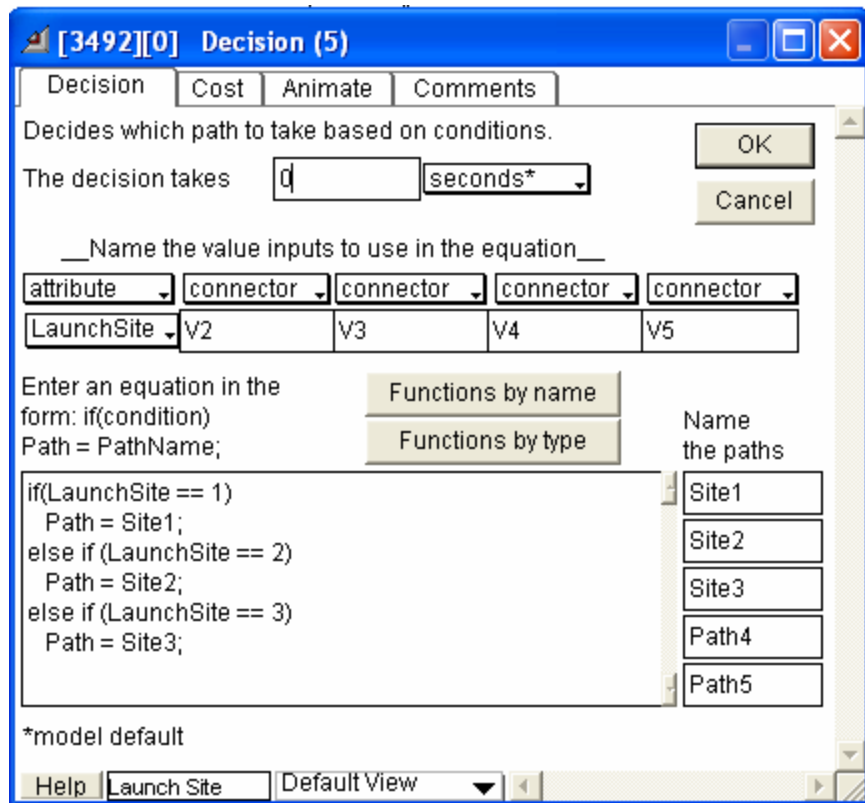 [3492][0] Decision (5)
Decision Cost Animate Comments
Decides which path to take based on conditions.
OK
The decision takes 0 seconds*
Cancel
__Name the value inputs to use in the equation__
attribute connector connector connector connector
LaunchSite V2 V3 V4 V5
Enter an equation in the
form: if(condition)
Path = PathName;
Functions by name
Functions by type
Name
the paths
if(LaunchSite == 1)
Path = Site1;
else if (LaunchSite == 2)
Path = Site2;
else if (LaunchSite == 3)
Path = Site3;
Site1
Site2
Site3
Path4
Path5
*model default
Help Launch Site Default View